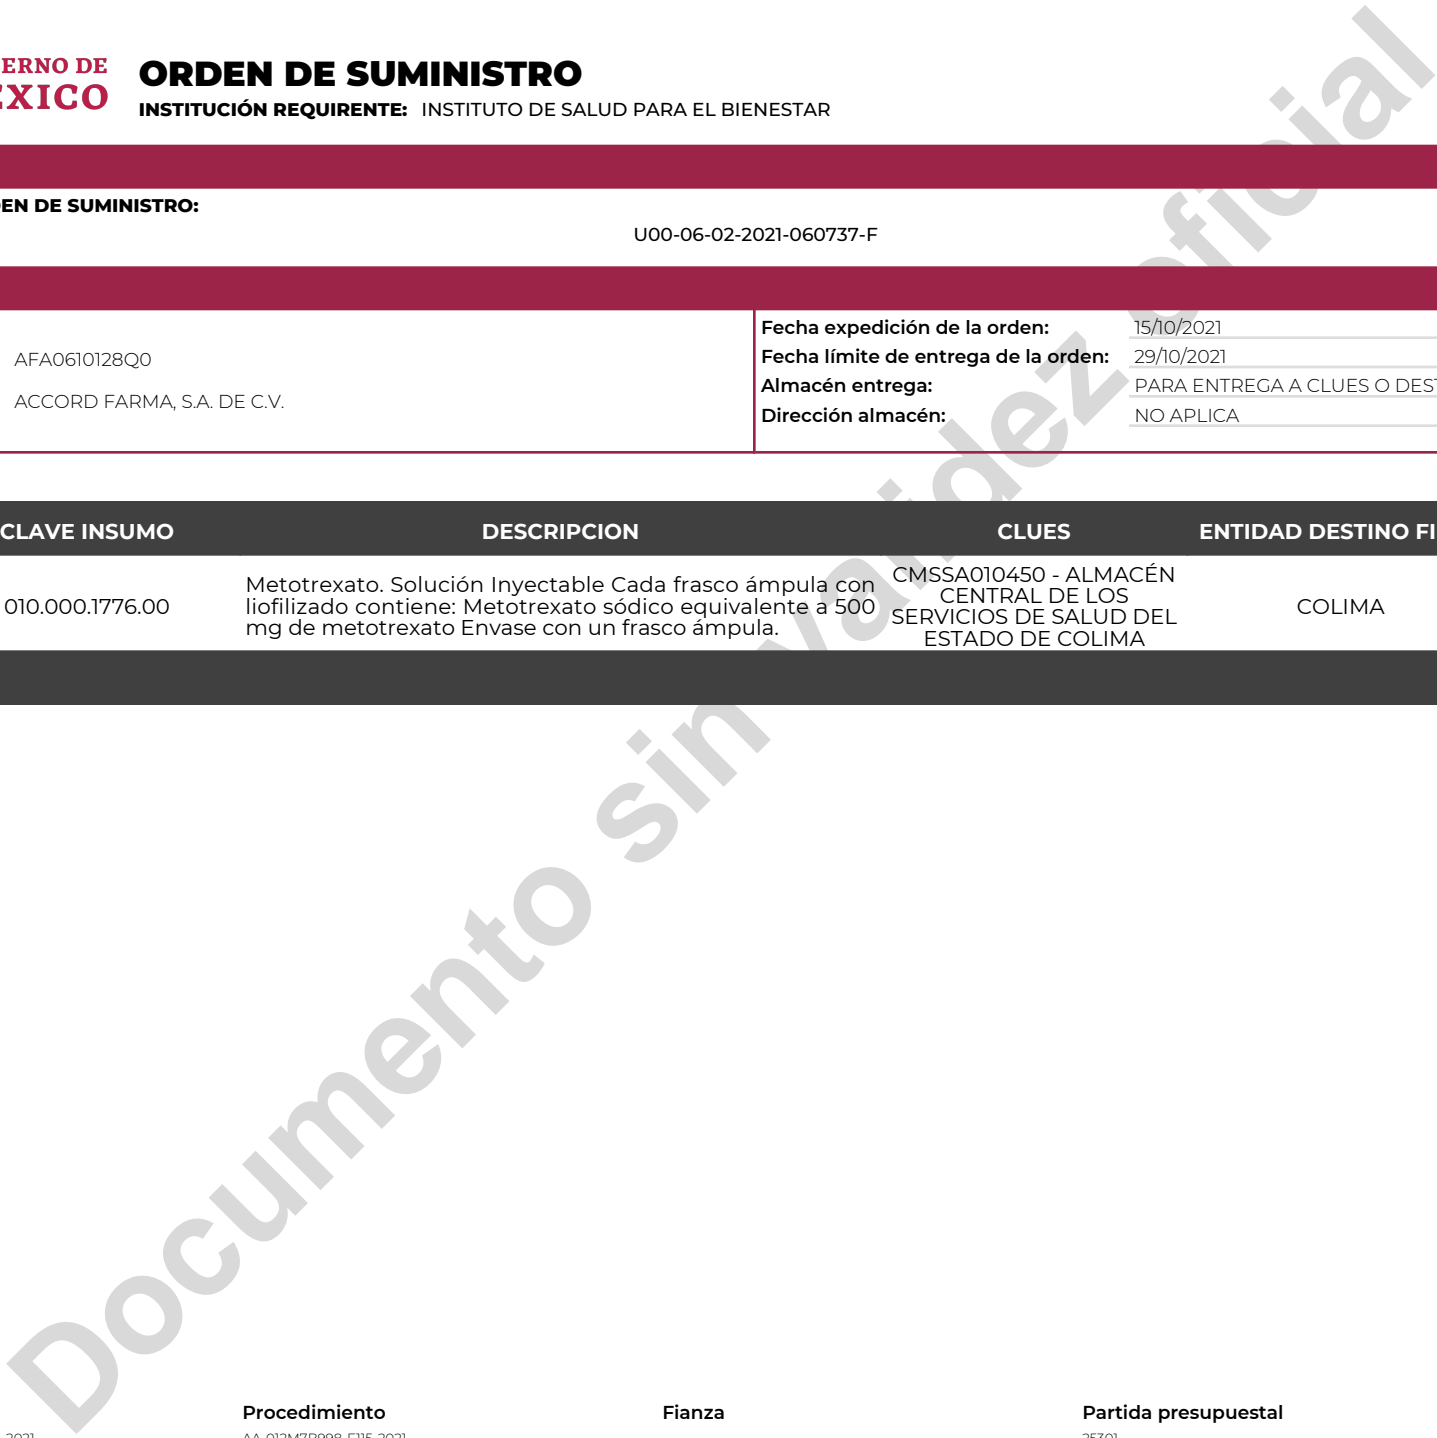 ERNO DE
EXICO
ORDEN DE SUMINISTRO
INSTITUCIÓN REQUIRENTE: INSTITUTO DE SALUD PARA EL BIENESTAR
EN DE SUMINISTRO:
U00-06-02-2021-060737-F
AFA0610128Q0
ACCORD FARMA, S.A. DE C.V.
Fecha expedición de la orden: 15/10/2021
Fecha límite de entrega de la orden: 29/10/2021
Almacén entrega: PARA ENTREGA A CLUES O DEST
Dirección almacén: NO APLICA
CLAVE INSUMO DESCRIPCION CLUES ENTIDAD DESTINO FI
010.000.1776.00
Metotrexato. Solución Inyectable Cada frasco ámpula con
liofilizado contiene: Metotrexato sódico equivalente a 500
mg de metotrexato Envase con un frasco ámpula.
CMSSA010450 - ALMACÉN
CENTRAL DE LOS
SERVICIOS DE SALUD DEL
ESTADO DE COLIMA
COLIMA
Documento sin validez oficial
Procedimiento Fianza Partida presupuestal